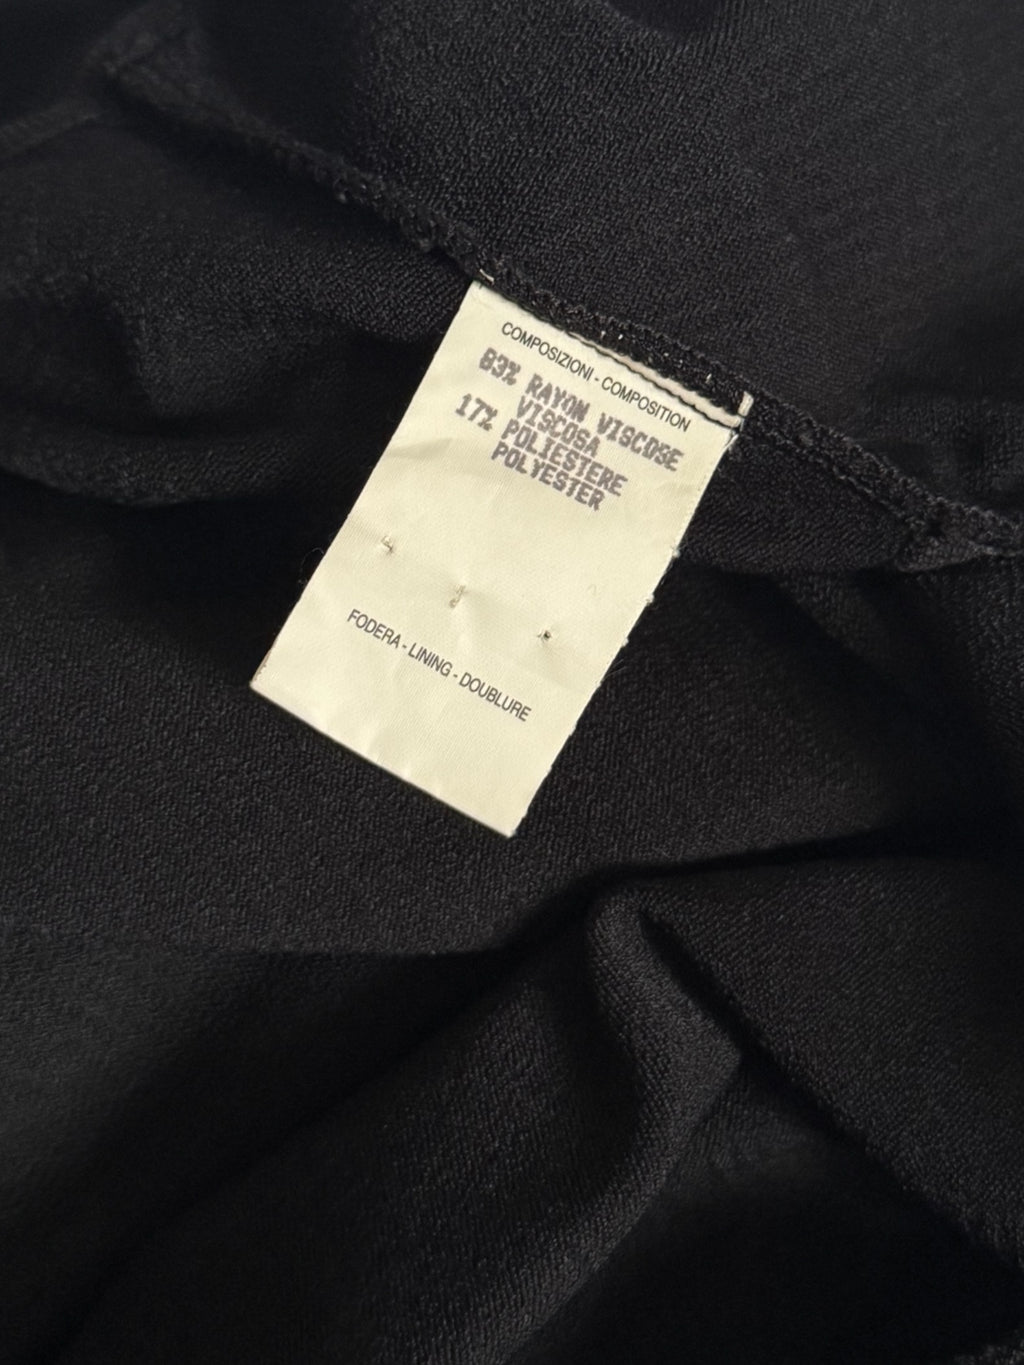 COMPOSIZIONI - COMPOSITION
83% RAYON VISCOSE
VISCOSA
17% POLIESTERE
POLYESTER
FODERA - LINING - DOUBLURE